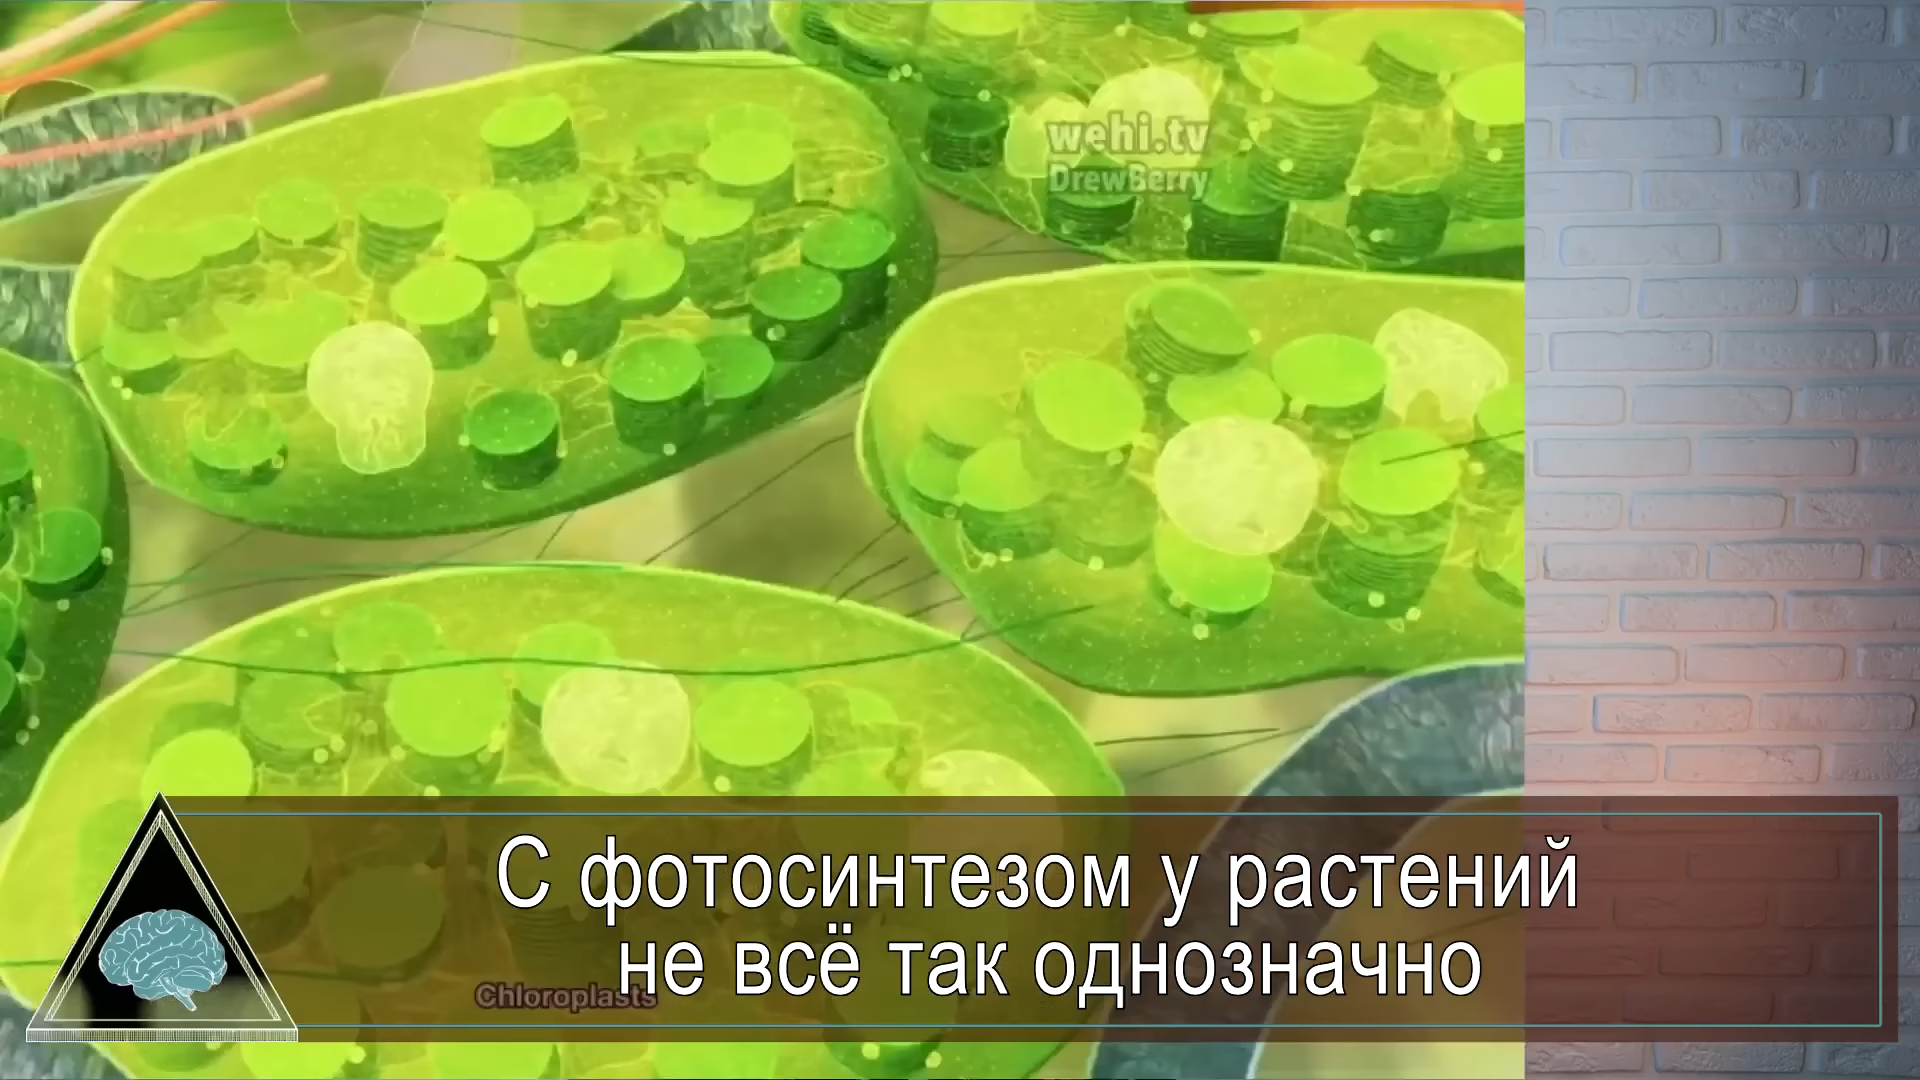 wehi.tv
DrewBerry
С фотосинтезом у растений
не всё так однозначно
Chloroplasts